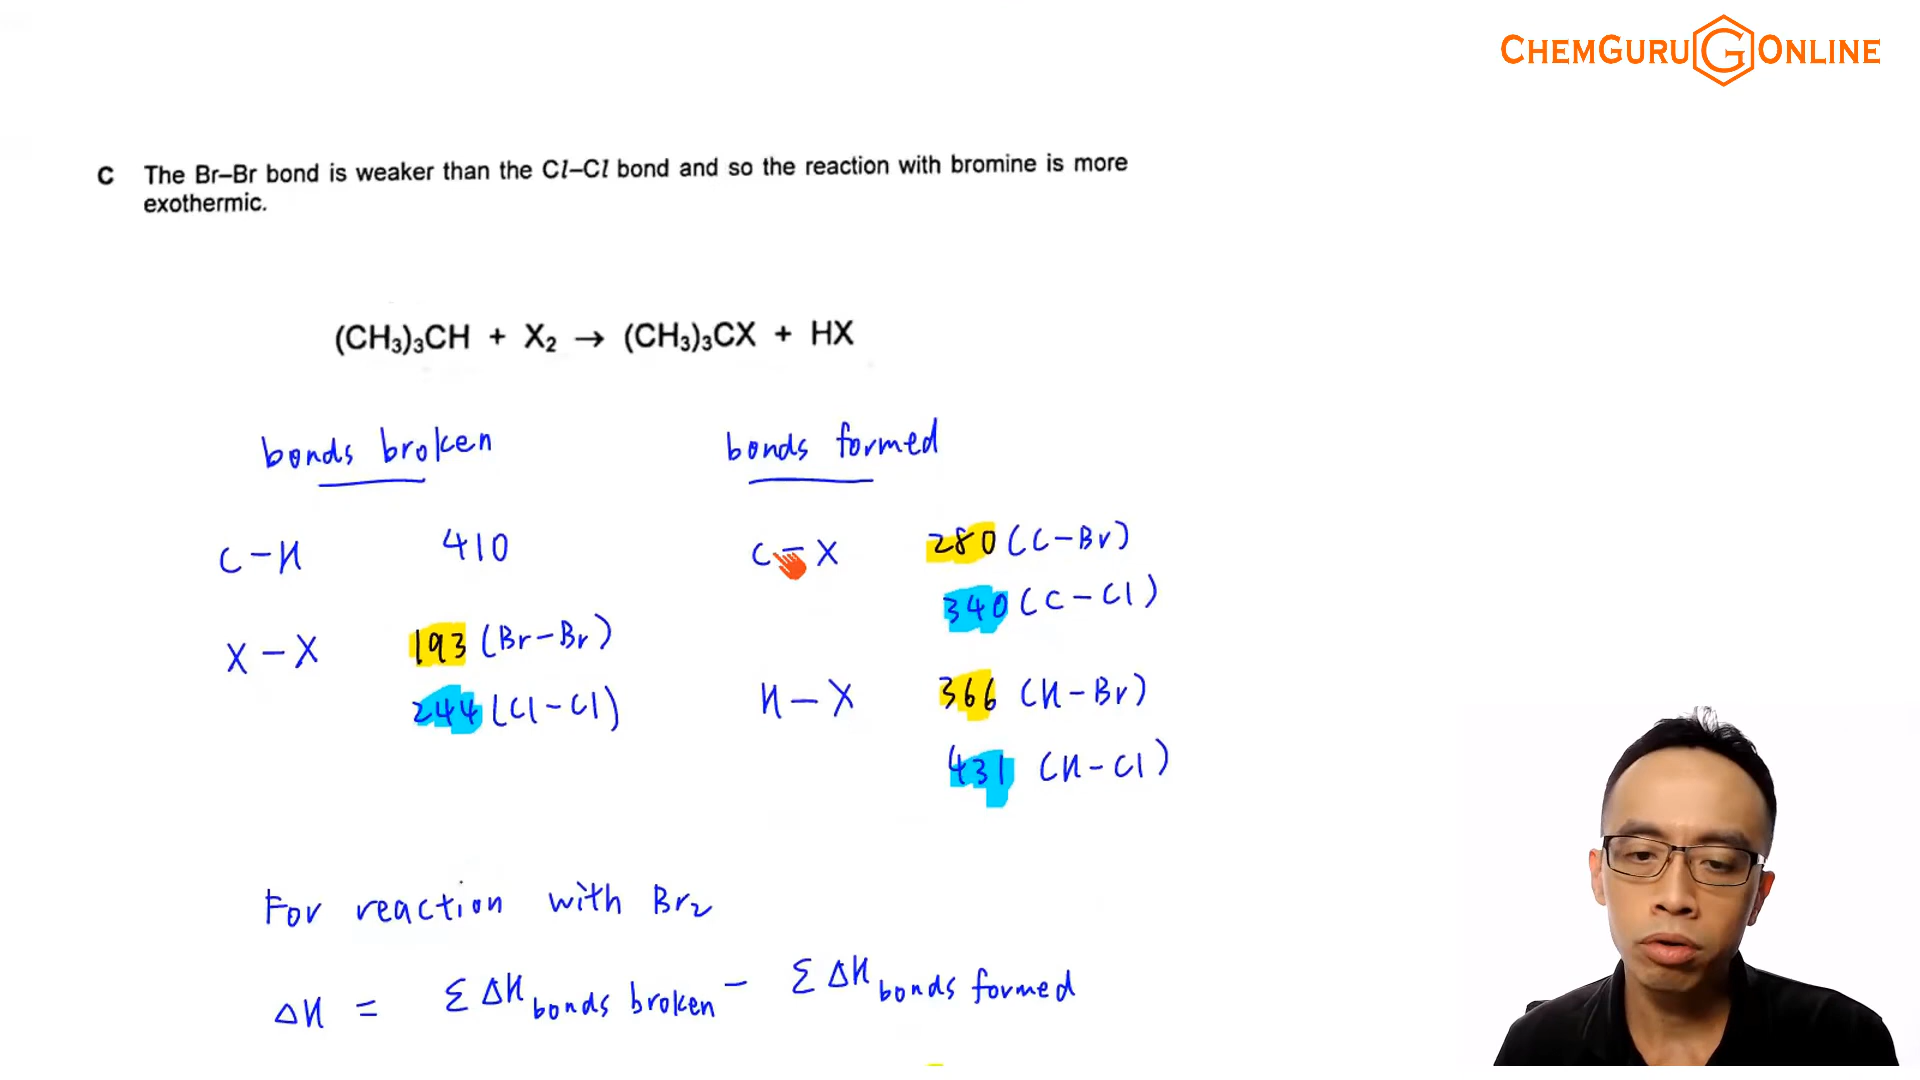 CHEMGURU G ONLINE
C The Br–Br bond is weaker than the Cl–Cl bond and so the reaction with bromine is more
exothermic.
(CH₃)₃CH + X₂ → (CH₃)₃CX + HX
bonds broken bonds formed
C–H 410 C–X 280 (C–Br)
340 (C–Cl)
X–X 193 (Br–Br)
244 (Cl–Cl) H–X 366 (H–Br)
431 (H–Cl)
For reaction with Br₂
ΔH = Σ ΔH bonds broken – Σ ΔH bonds formed